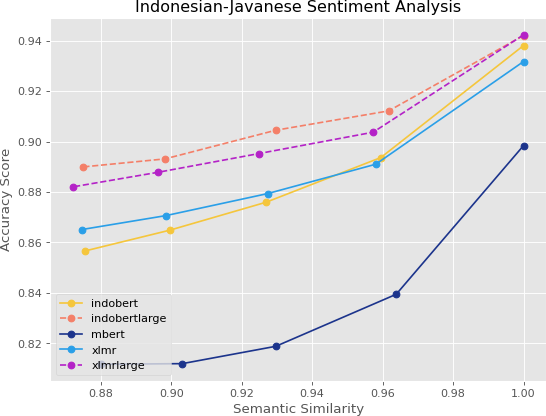 Indonesian-Javanese Sentiment Analysis
0.94
0.92
0.90
0.88
0.86
0.84
0.82
Accuracy Score
indobert
indobertlarge
mbert
xlmr
xlmrlarge
0.88 0.90 0.92 0.94 0.96 0.98 1.00
Semantic Similarity